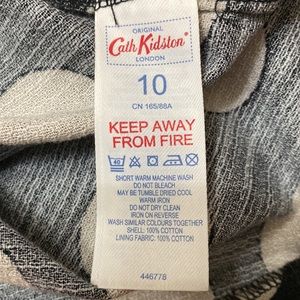 ORIGINAL
Cath Kidston
LONDON
10
CN 165/88A
KEEP AWAY
FROM FIRE
40
SHORT WARM MACHINE WASH
DO NOT BLEACH
MAY BE TUMBLE DRIED COOL
WARM IRON
DO NOT DRY CLEAN
IRON ON REVERSE
WASH SIMILAR COLOURS TOGETHER
SHELL: 100% COTTON
LINING FABRIC: 100% COTTON
446778